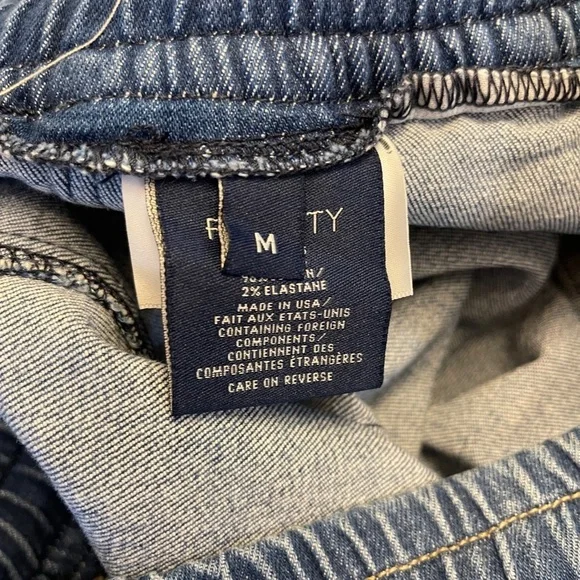 M
2% ELASTANE
MADE IN USA/
FAIT AUX ETATS-UNIS
CONTAINING FOREIGN
COMPONENTS/
CONTIENNENT DES
COMPOSANTES ÉTRANGÈRES
CARE ON REVERSE